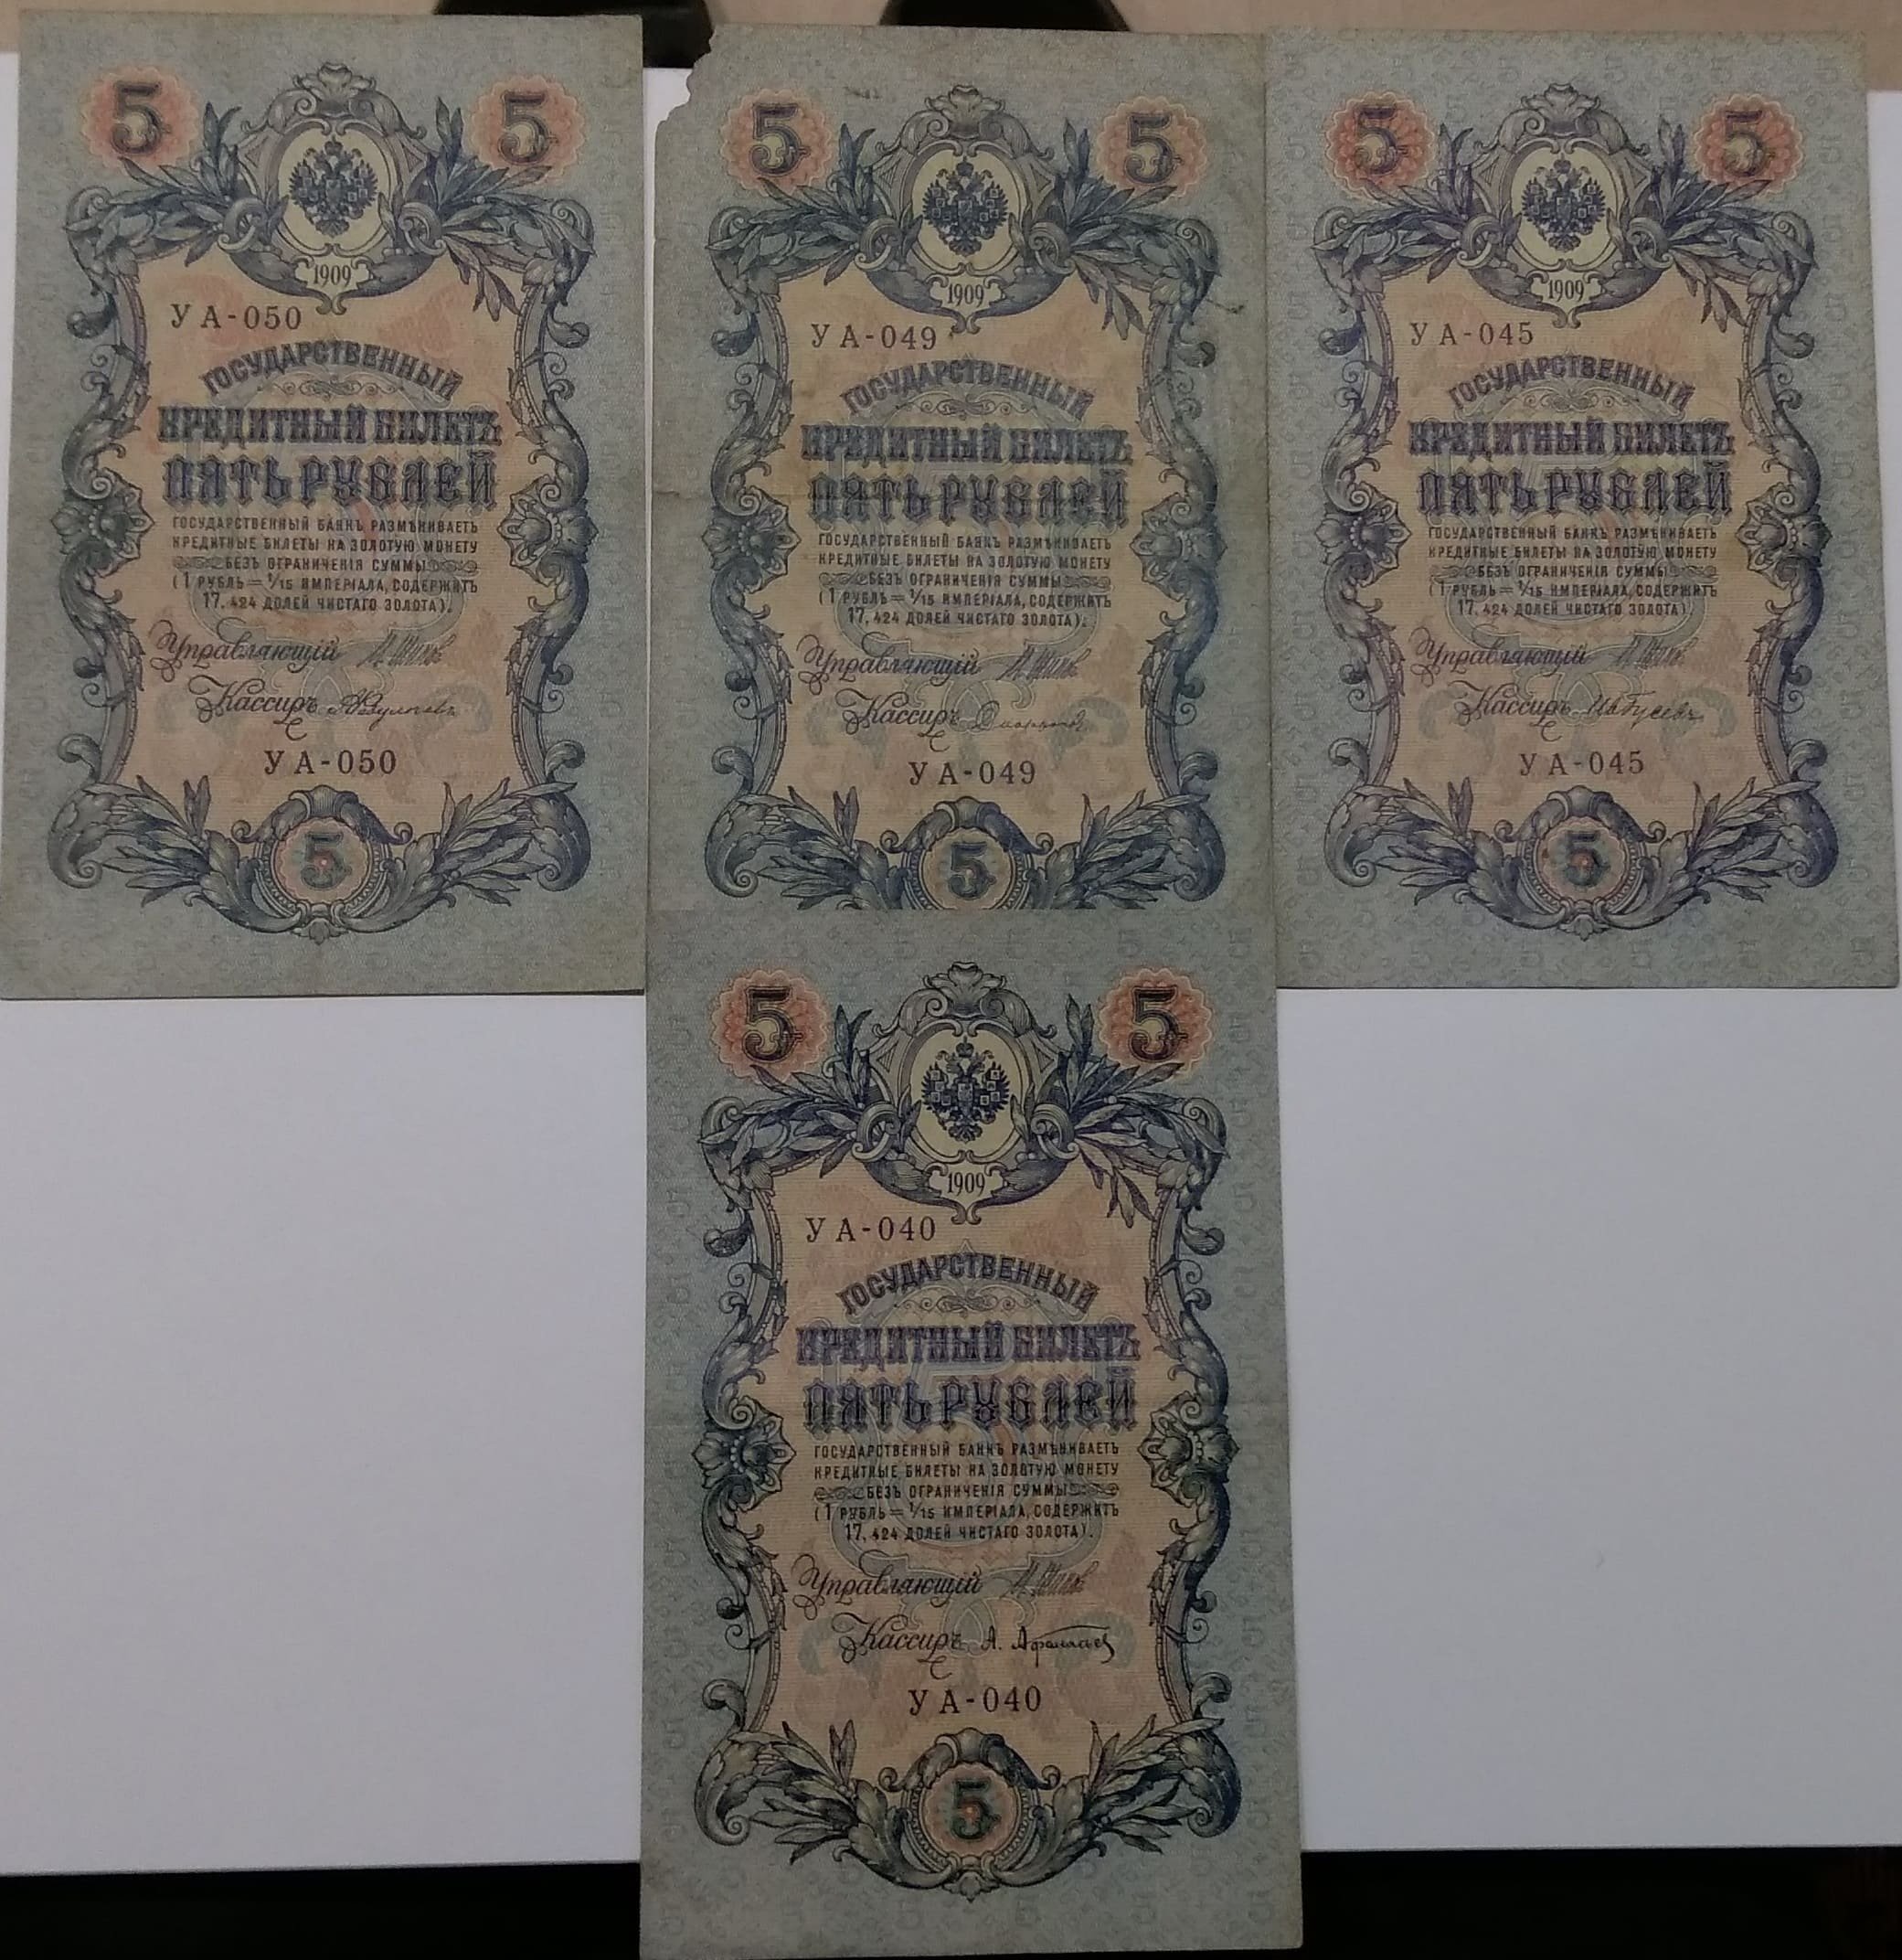 5 5
1909
УА-050
ГОСУДАРСТВЕННЫЙ
КРЕДИТНЫЙ БИЛЕТЪ
ПЯТЬ РУБЛЕЙ
ГОСУДАРСТВЕННЫЙ БАНКЪ РАЗМѢНИВАЕТЪ
КРЕДИТНЫЕ БИЛЕТЫ НА ЗОЛОТУЮ МОНЕТУ
БЕЗЪ ОГРАНИЧЕНІЯ СУММЫ
(1 РУБЛЬ = 1/15 ИМПЕРІАЛА, СОДЕРЖИТЪ
17,424 ДОЛЕЙ ЧИСТАГО ЗОЛОТА).
Управляющій
Кассиръ
УА-050
5
5 5
1909
УА-049
ГОСУДАРСТВЕННЫЙ
КРЕДИТНЫЙ БИЛЕТЪ
ПЯТЬ РУБЛЕЙ
ГОСУДАРСТВЕННЫЙ БАНКЪ РАЗМѢНИВАЕТЪ
КРЕДИТНЫЕ БИЛЕТЫ НА ЗОЛОТУЮ МОНЕТУ
БЕЗЪ ОГРАНИЧЕНІЯ СУММЫ
(1 РУБЛЬ = 1/15 ИМПЕРІАЛА, СОДЕРЖИТЪ
17,424 ДОЛЕЙ ЧИСТАГО ЗОЛОТА).
Управляющій
Кассиръ
УА-049
5
5 5
1909
УА-045
ГОСУДАРСТВЕННЫЙ
КРЕДИТНЫЙ БИЛЕТЪ
ПЯТЬ РУБЛЕЙ
ГОСУДАРСТВЕННЫЙ БАНКЪ РАЗМѢНИВАЕТЪ
КРЕДИТНЫЕ БИЛЕТЫ НА ЗОЛОТУЮ МОНЕТУ
БЕЗЪ ОГРАНИЧЕНІЯ СУММЫ
(1 РУБЛЬ = 1/15 ИМПЕРІАЛА, СОДЕРЖИТЪ
17,424 ДОЛЕЙ ЧИСТАГО ЗОЛОТА).
Управляющій
Кассиръ
УА-045
5
5 5
1909
УА-040
ГОСУДАРСТВЕННЫЙ
КРЕДИТНЫЙ БИЛЕТЪ
ПЯТЬ РУБЛЕЙ
ГОСУДАРСТВЕННЫЙ БАНКЪ РАЗМѢНИВАЕТЪ
КРЕДИТНЫЕ БИЛЕТЫ НА ЗОЛОТУЮ МОНЕТУ
БЕЗЪ ОГРАНИЧЕНІЯ СУММЫ
(1 РУБЛЬ = 1/15 ИМПЕРІАЛА, СОДЕРЖИТЪ
17,424 ДОЛЕЙ ЧИСТАГО ЗОЛОТА).
Управляющій
Кассиръ
УА-040
5